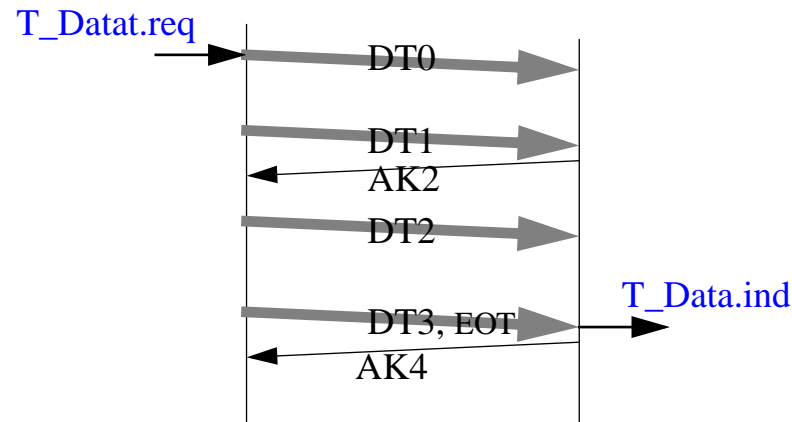 T_Datat.req
DT0
DT1
AK2
DT2
T_Data.ind
DT3, EOT
AK4